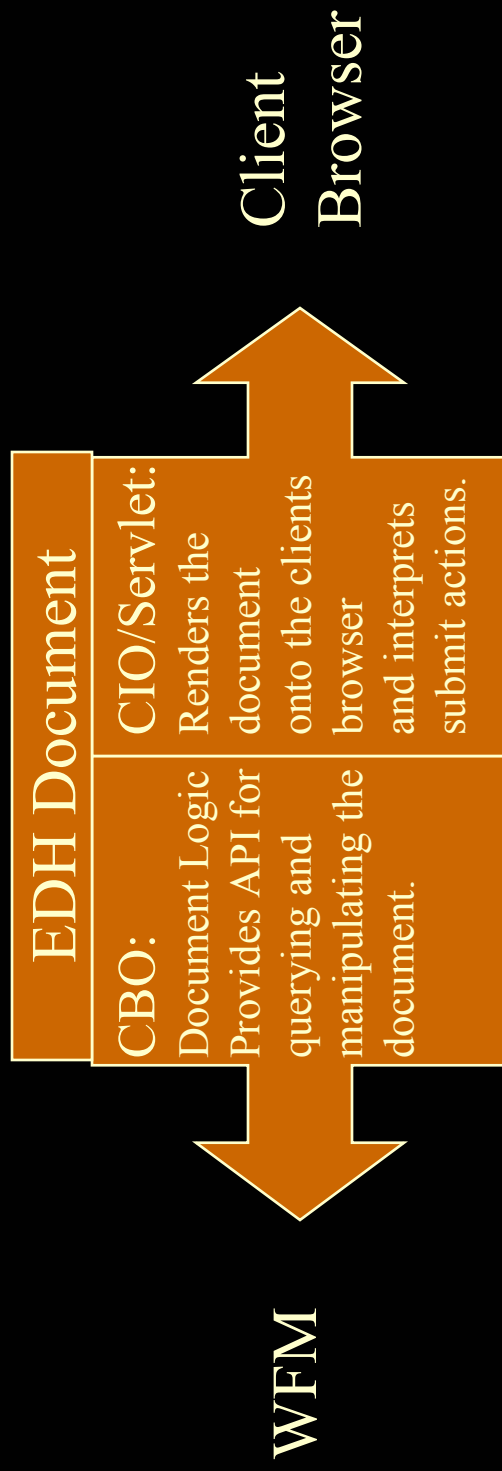 EDH Document
WFM
CBO:
Document Logic
Provides API for
querying and
manipulating the
document.
CIO/Servlet:
Renders the
document
onto the clients
browser
and interprets
submit actions.
Client
Browser